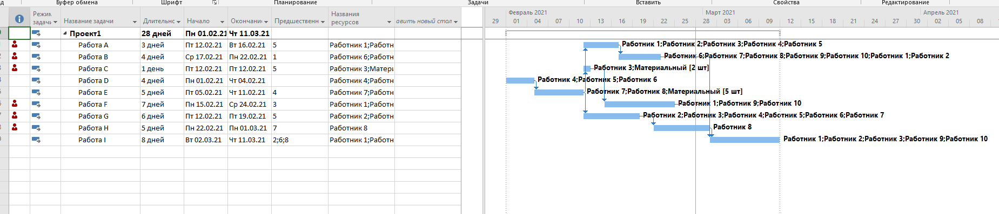 Буфер обмена Шрифт Планирование Задачи Вставить Свойства Редактирование
Режим задачи Название задачи Начало Названия ресурсов
Февраль 2021 Март 2021 Апрель 2021
29 01 04 07 10 13 16 19 22 25 28 03 06 09 12 15 18 21 24 27 30 02 05 08
Проект1 28 дней Пн 01.02.21 Чт 11.03.21
Работа A 3 дней Пт 12.02.21 Вт 16.02.21 5 Работник 1;Работн
Работник 1;Работник 2;Работник 3;Работник 4;Работник 5
Работа B 4 дней Ср 17.02.21 Пн 22.02.21 1 Работник 6;Работн
Работник 6;Работник 7;Работник 8;Работник 9;Работник 10;Работник 1;Работник 2
Работа C 1 день Пт 12.02.21 Пт 12.02.21 5 Работник 3;Матери
Работник 3;Материальный [2 шт]
Работа D 4 дней Пн 01.02.21 Чт 04.02.21 Работник 4;Работн
Работник 4;Работник 5;Работник 6
Работа E 5 дней Пт 05.02.21 Чт 11.02.21 4 Работник 7;Работн
Работник 7;Работник 8;Материальный [5 шт]
Работа F 7 дней Пн 15.02.21 Ср 24.02.21 3 Работник 1;Работн
Работник 1;Работник 9;Работник 10
Работа G 6 дней Пт 12.02.21 Пт 19.02.21 5 Работник 2;Работн
Работник 2;Работник 3;Работник 4;Работник 5;Работник 6;Работник 7
Работа H 5 дней Пн 22.02.21 Пн 01.03.21 7 Работник 8
Работник 8
Работа I 8 дней Вт 02.03.21 Чт 11.03.21 2;6;8 Работник 1;Работн
Работник 1;Работник 2;Работник 3;Работник 9;Работник 10